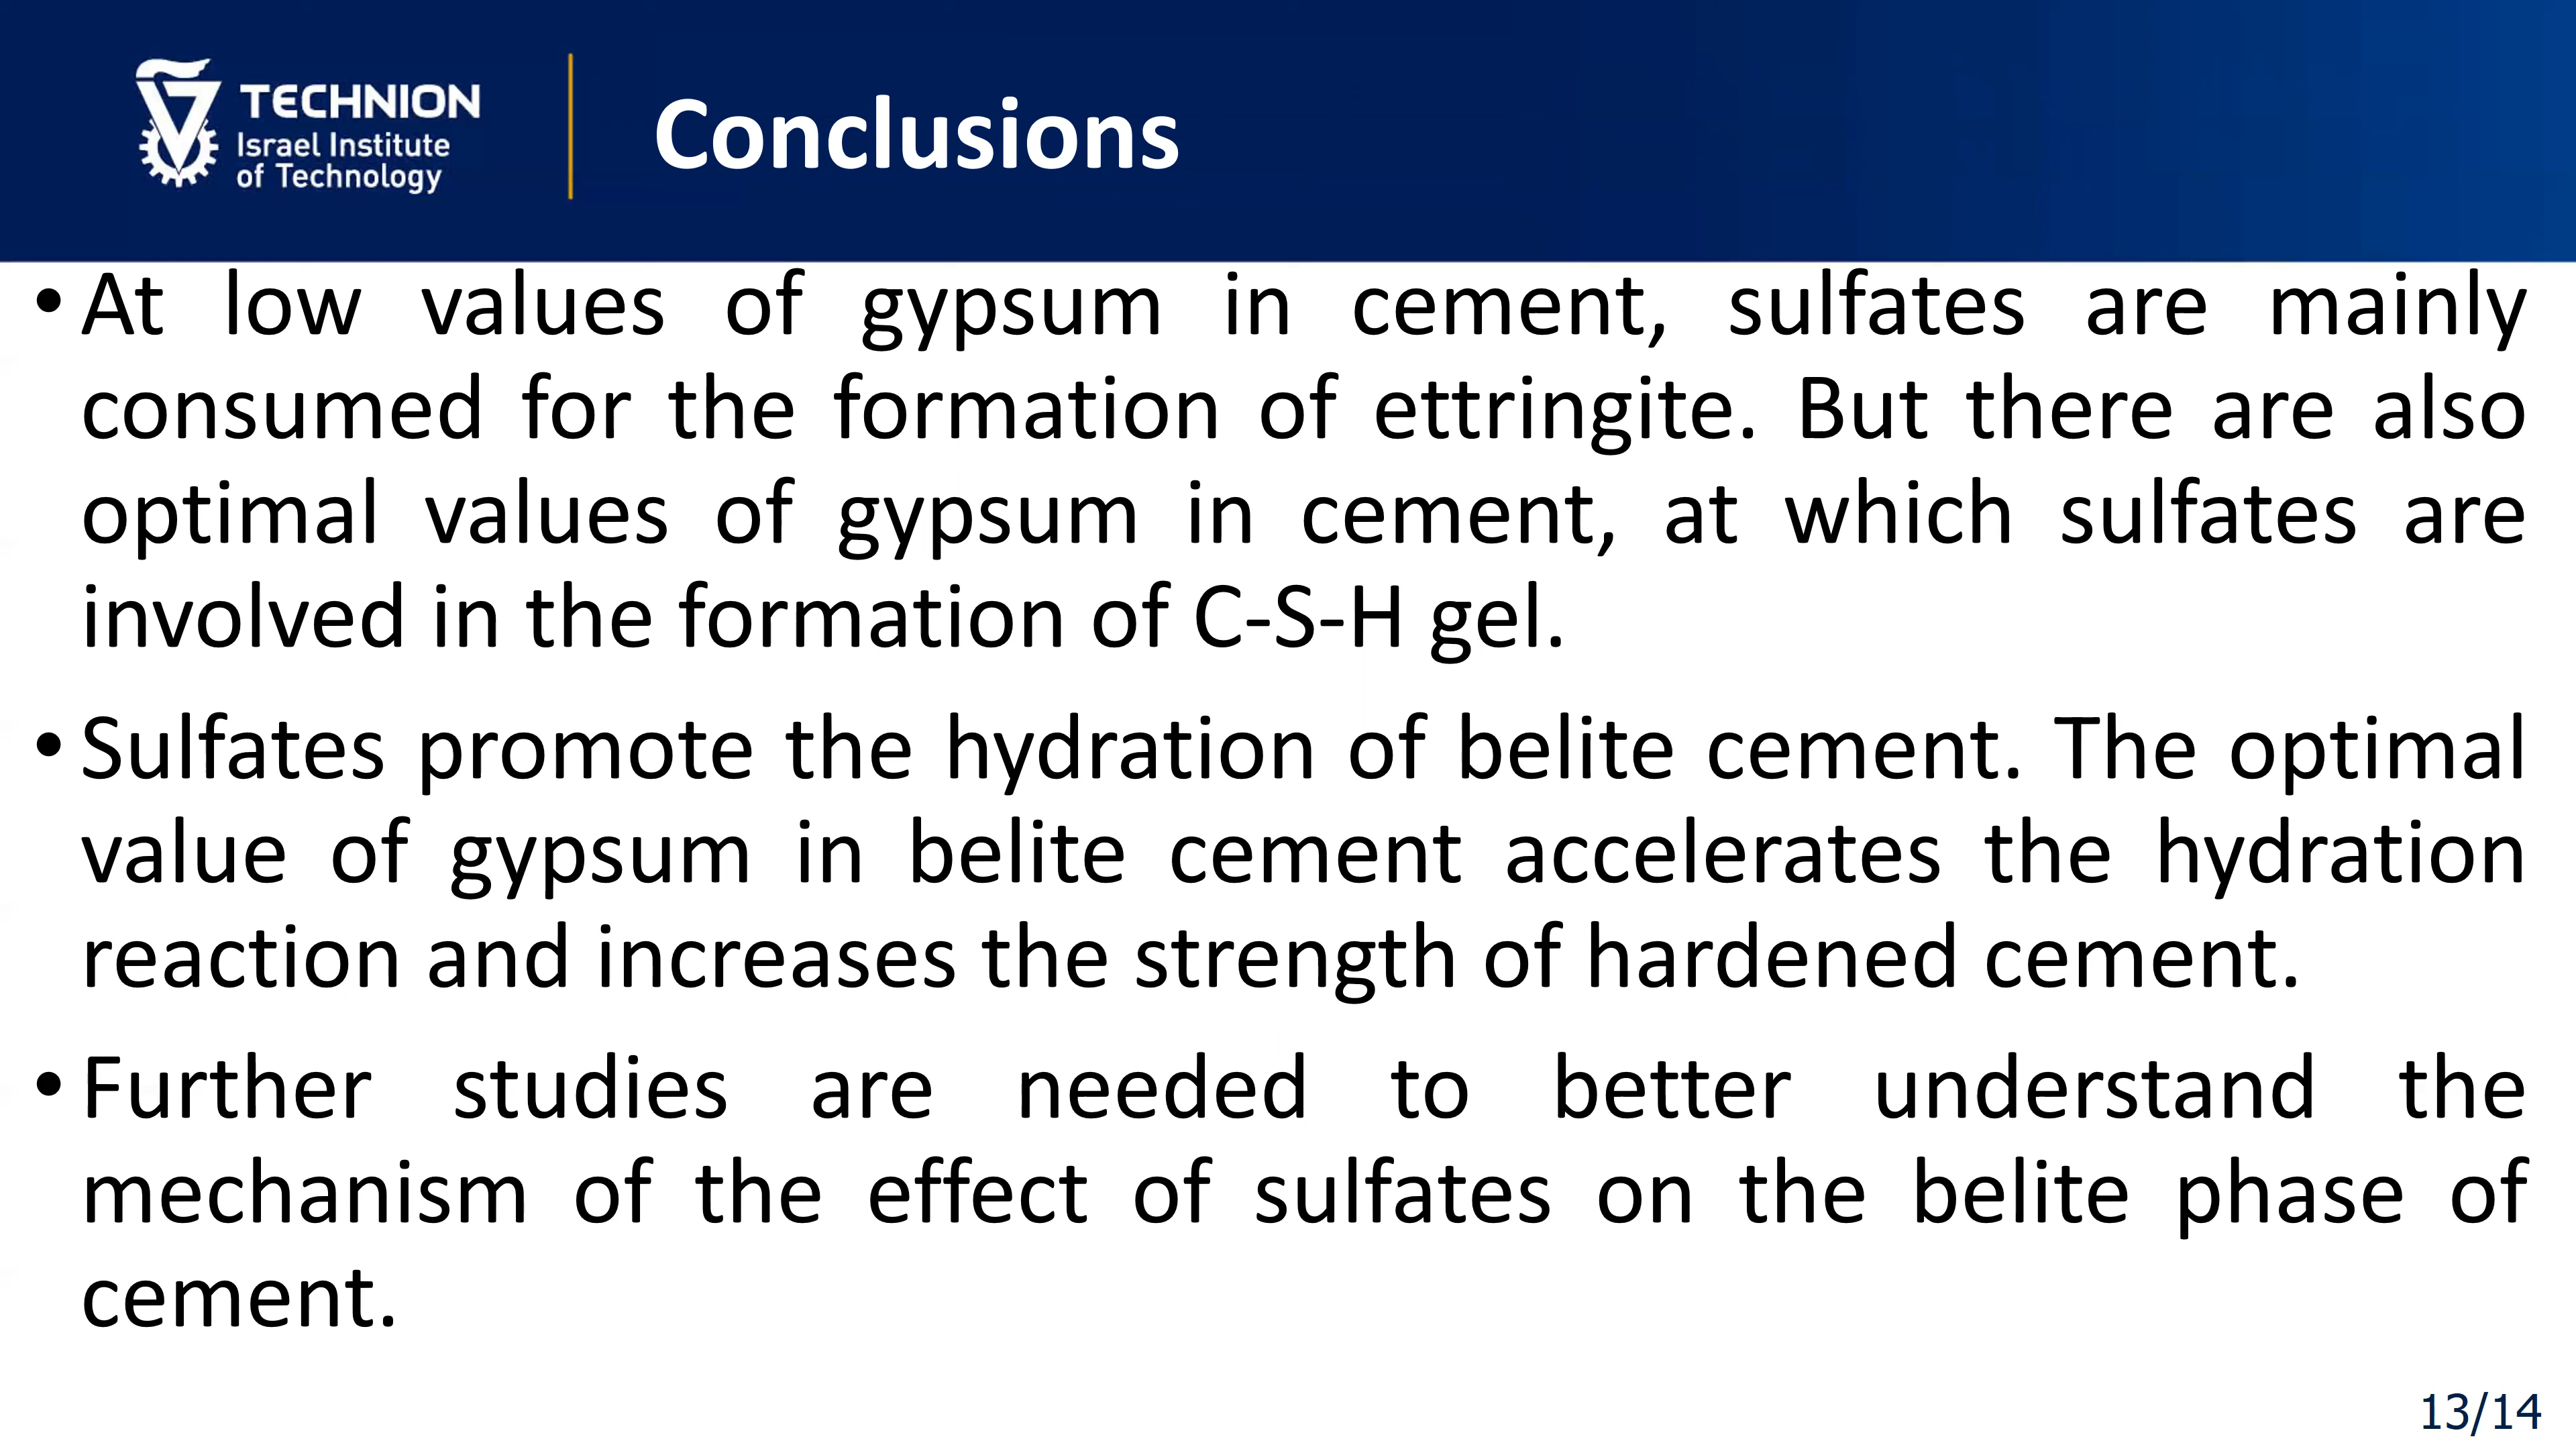 TECHNION
Israel Institute
of Technology
Conclusions
• At low values of gypsum in cement, sulfates are mainly
consumed for the formation of ettringite. But there are also
optimal values of gypsum in cement, at which sulfates are
involved in the formation of C-S-H gel.
• Sulfates promote the hydration of belite cement. The optimal
value of gypsum in belite cement accelerates the hydration
reaction and increases the strength of hardened cement.
• Further studies are needed to better understand the
mechanism of the effect of sulfates on the belite phase of
cement.
13/14